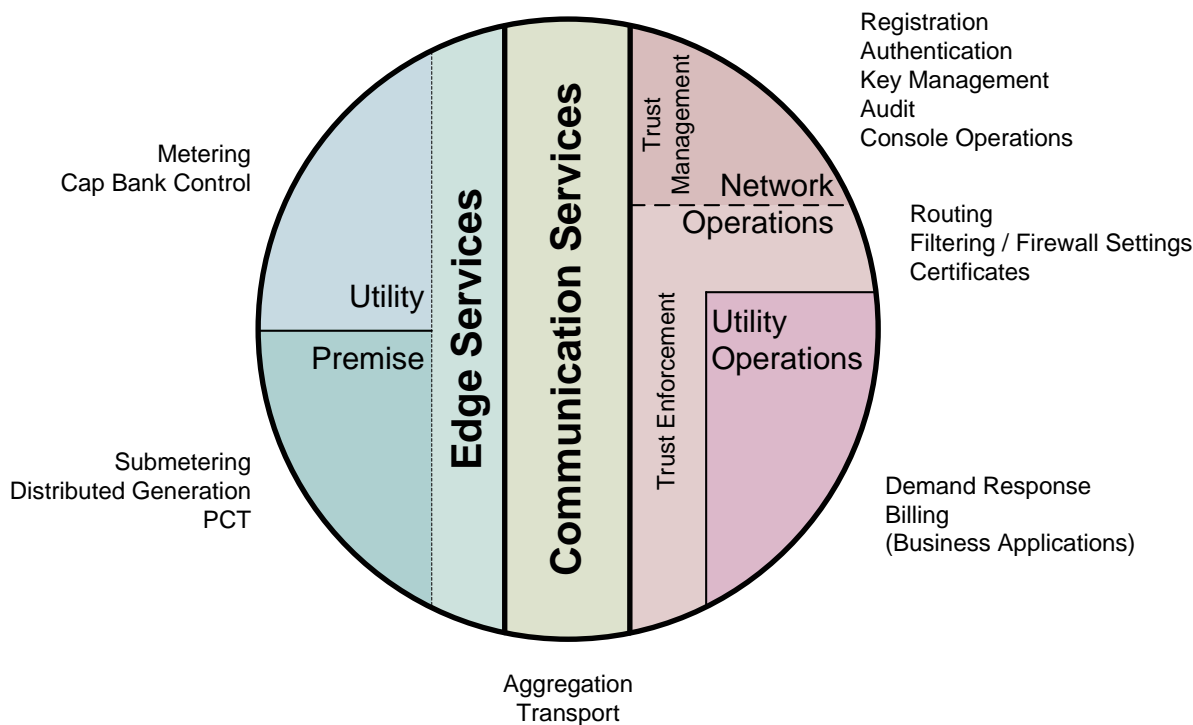 Registration
Authentication
Key Management
Audit
Console Operations
Metering
Cap Bank Control
Trust
Management
Network
Operations
Routing
Filtering / Firewall Settings
Certificates
Utility
Premise
Edge Services
Communication Services
Trust Enforcement
Utility
Operations
Submetering
Distributed Generation
PCT
Demand Response
Billing
(Business Applications)
Aggregation
Transport